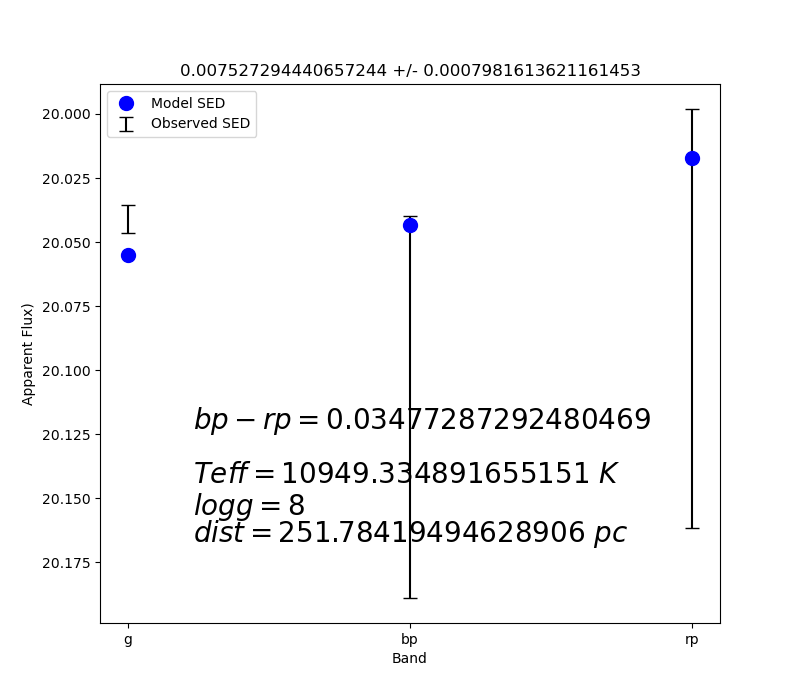 0.007527294440657244 +/- 0.0007981613621161453
Model SED
Observed SED
20.000
20.025
20.050
20.075
20.100
20.125
20.150
20.175
Apparent Flux)
bp − rp = 0.03477287292480469
Teff = 10949.334891655151 K
logg = 8
dist = 251.78419494628906 pc
g
bp
rp
Band